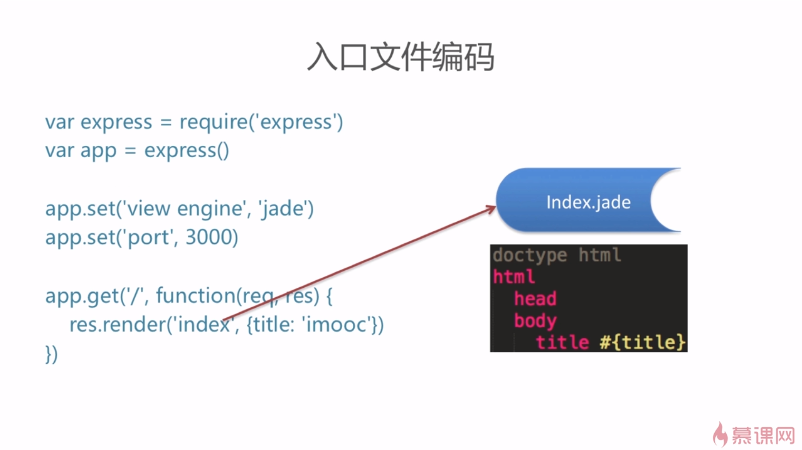 入口文件编码
var express = require('express')
var app = express()
app.set('view engine', 'jade')
app.set('port', 3000)
app.get('/', function(req, res) {
res.render('index', {title: 'imooc'})
})
Index.jade
doctype html
html
head
body
title #{title}
慕课网